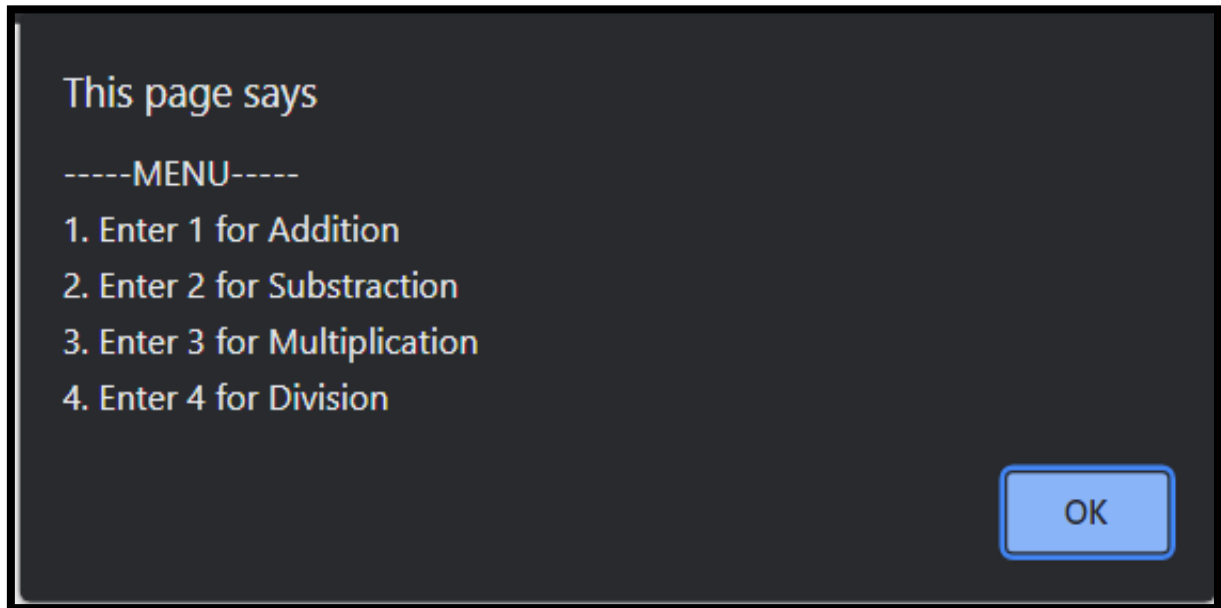 This page says
-----MENU-----
1. Enter 1 for Addition
2. Enter 2 for Substraction
3. Enter 3 for Multiplication
4. Enter 4 for Division
OK